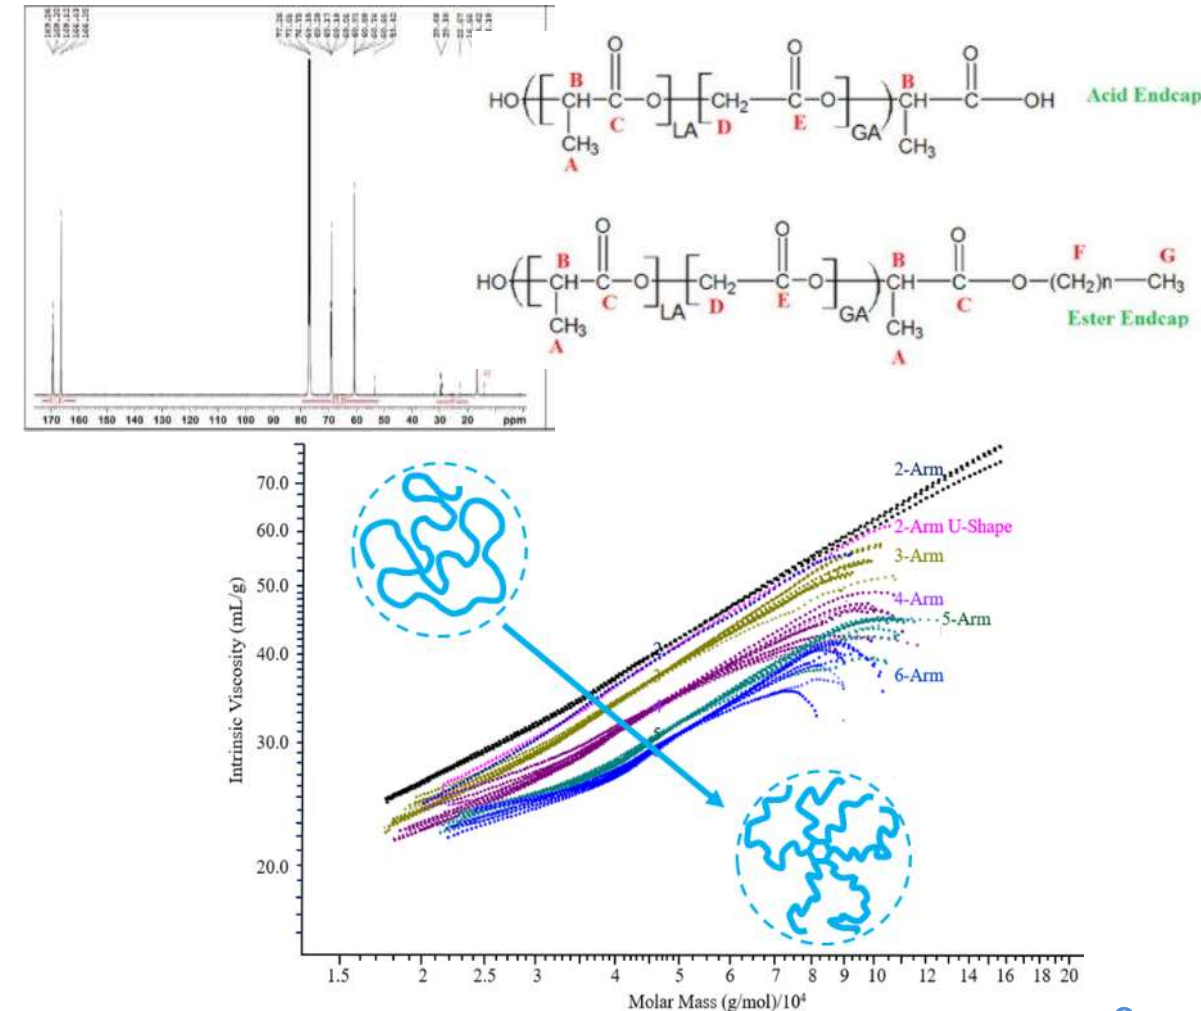 HO
B
CH
CH₃
A
O
C
C
O
LA
CH₂
D
O
C
E
O
GA
B
CH
CH₃
O
C
OH
Acid Endcap
HO
B
CH
CH₃
A
O
C
C
O
LA
CH₂
D
O
C
E
O
GA
B
CH
CH₃
A
O
C
C
O
F
(CH₂)n
G
CH₃
Ester Endcap
170 160 150 140 130 120 110 100 90 80 70 60 50 40 30 20 ppm
Intrinsic Viscosity (mL/g)
70.0
60.0
50.0
40.0
30.0
20.0
2-Arm
2-Arm U-Shape
3-Arm
4-Arm
5-Arm
6-Arm
2
3
4
5
1.5 2 2.5 3 4 5 6 7 8 9 10 12 14 16 18 20
Molar Mass (g/mol)/10⁴